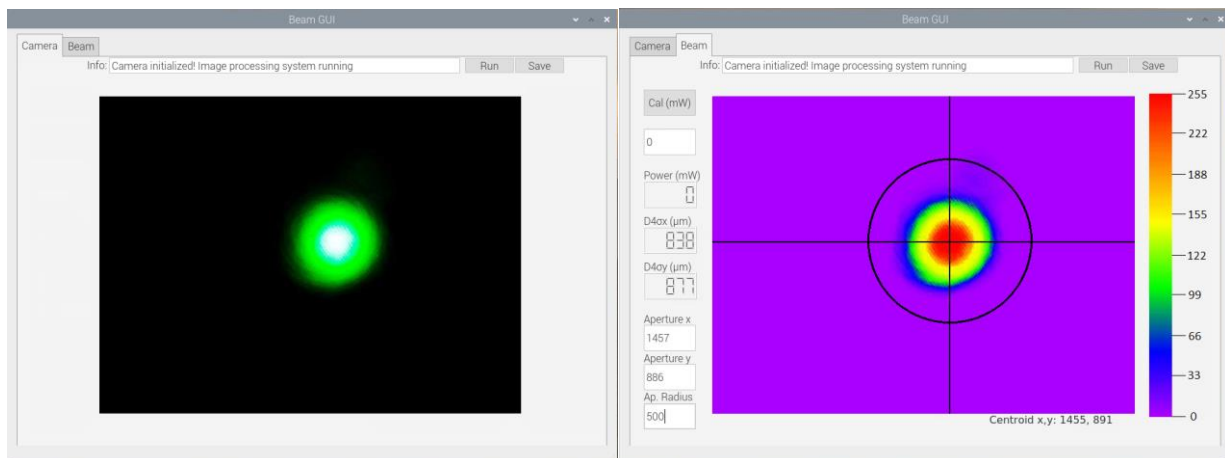 Beam GUI
Camera Beam
Info: Camera initialized! Image processing system running Run Save
Beam GUI
Camera Beam
Info: Camera initialized! Image processing system running Run Save
Cal (mW)
0
Power (mW)
0
D4σx (µm)
838
D4σy (µm)
877
Aperture x
1457
Aperture y
886
Ap. Radius
500
255
222
188
155
122
99
66
33
0
Centroid x,y: 1455, 891